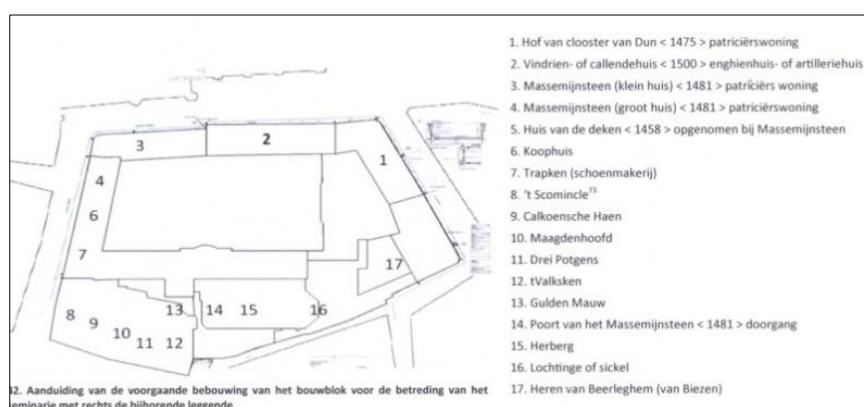 1. Hof van clooster van Dun < 1475 > patriciërswoning
2. Vindrien- of callendehuis < 1500 > enghienhuis- of artilleriehuis
3. Massemijnsteen (klein huis) < 1481 > patriciërs woning
4. Massemijnsteen (groot huis) < 1481 > patriciërswoning
5. Huis van de deken < 1458 > opgenomen bij Massemijnsteen
6. Koophuis
7. Trapken (schoenmakerij)
8. 't Scomincle⁷³
9. Calkoensche Haen
10. Maagdenhoofd
11. Drei Potgens
12. tValksken
13. Gulden Mauw
14. Poort van het Massemijnsteen < 1481 > doorgang
15. Herberg
16. Lochtinge of sickel
17. Heren van Beerleghem (van Biezen)
3
2
1
4
6
7
17
8
9
10
11
12
13
14
15
16
42. Aanduiding van de voorgaande bebouwing van het bouwblok voor de betreding van het
seminarie met rechts de bijhorende legende.